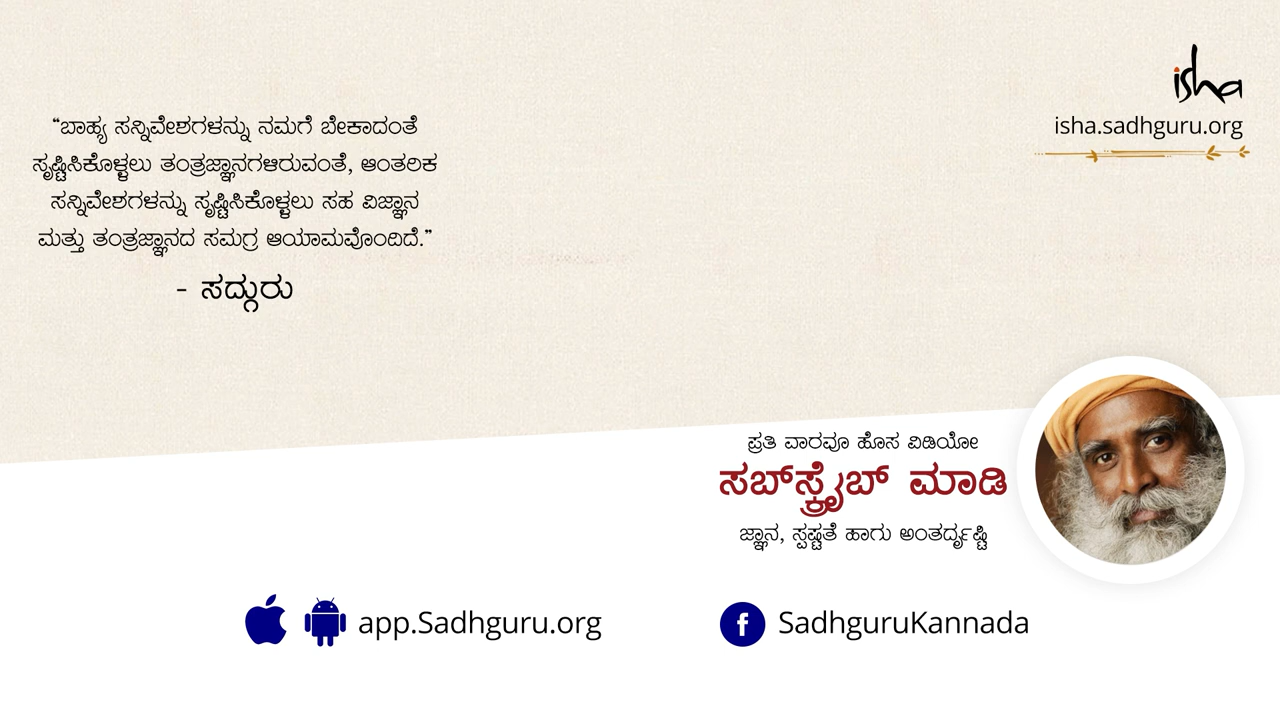 isha
isha.sadhguru.org
“ಬಾಹ್ಯ ಸನ್ನಿವೇಶಗಳನ್ನು ನಮಗೆ ಬೇಕಾದಂತೆ
ಸೃಷ್ಟಿಸಿಕೊಳ್ಳಲು ತಂತ್ರಜ್ಞಾನಗಳಿರುವಂತೆ, ಆಂತರಿಕ
ಸನ್ನಿವೇಶಗಳನ್ನು ಸೃಷ್ಟಿಸಿಕೊಳ್ಳಲು ಸಹ ವಿಜ್ಞಾನ
ಮತ್ತು ತಂತ್ರಜ್ಞಾನದ ಸಮಗ್ರ ಆಯಾಮವೊಂದಿದೆ.”
- ಸದ್ಗುರು
ಪ್ರತಿ ವಾರವೂ ಹೊಸ ವಿಡಿಯೋ
ಸಬ್‌ಸ್ಕ್ರೈಬ್ ಮಾಡಿ
ಜ್ಞಾನ, ಸ್ಪಷ್ಟತೆ ಹಾಗು ಅಂತರ್ದೃಷ್ಟಿ
app.Sadhguru.org
SadhguruKannada